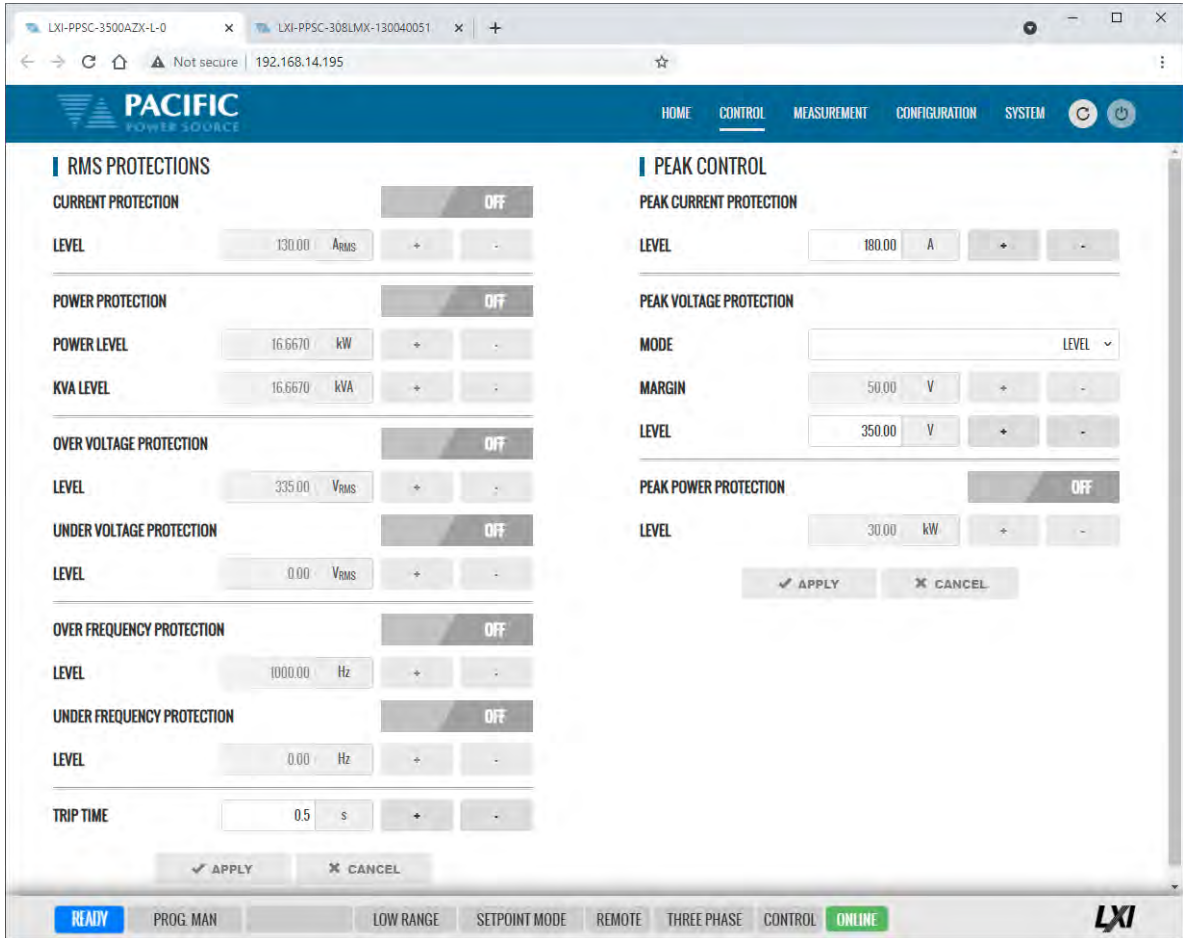 LXI-PPSC-3500AZX-L-0 LXI-PPSC-308LMX-130040051
Not secure 192.168.14.195
PACIFIC
POWER SOURCE
HOME CONTROL MEASUREMENT CONFIGURATION SYSTEM
RMS PROTECTIONS
CURRENT PROTECTION OFF
LEVEL 130.00 ARMS + -
POWER PROTECTION OFF
POWER LEVEL 16.6670 kW + -
KVA LEVEL 16.6670 kVA + -
OVER VOLTAGE PROTECTION OFF
LEVEL 335.00 VRMS + -
UNDER VOLTAGE PROTECTION OFF
LEVEL 0.00 VRMS + -
OVER FREQUENCY PROTECTION OFF
LEVEL 1000.00 Hz + -
UNDER FREQUENCY PROTECTION OFF
LEVEL 0.00 Hz + -
TRIP TIME 0.5 s + -
APPLY CANCEL
PEAK CONTROL
PEAK CURRENT PROTECTION
LEVEL 180.00 A + -
PEAK VOLTAGE PROTECTION
MODE LEVEL
MARGIN 50.00 V + -
LEVEL 350.00 V + -
PEAK POWER PROTECTION OFF
LEVEL 30.00 kW + -
APPLY CANCEL
READY PROG. MAN LOW RANGE SETPOINT MODE REMOTE THREE PHASE CONTROL ONLINE LXI